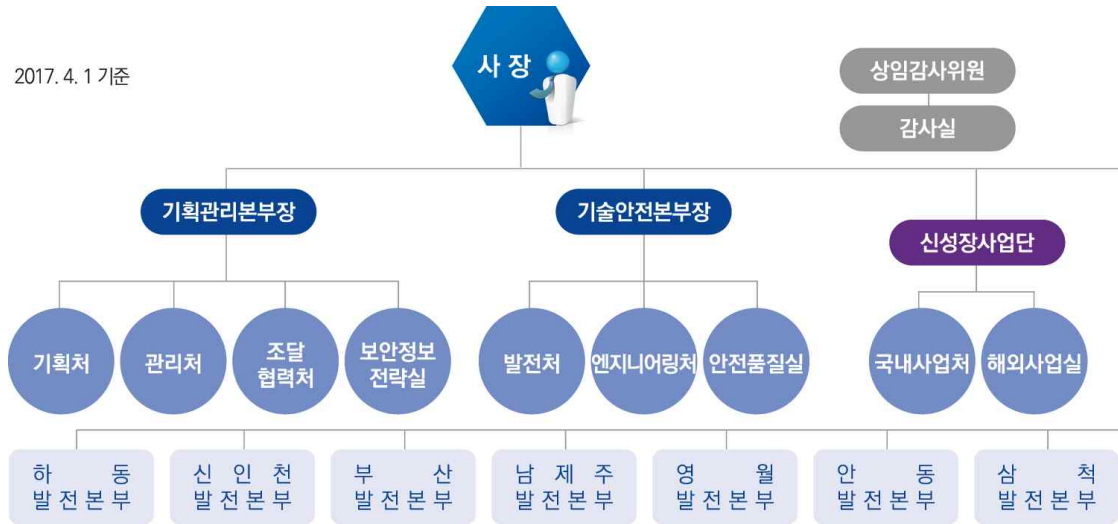 2017. 4. 1 기준
사 장
상임감사위원
감사실
기획관리본부장
기술안전본부장
신성장사업단
기획처
관리처
조달
협력처
보안정보
전략실
발전처
엔지니어링처
안전품질실
국내사업처
해외사업실
하 동
발 전 본 부
신 인 천
발 전 본 부
부 산
발 전 본 부
남 제 주
발 전 본 부
영 월
발 전 본 부
안 동
발 전 본 부
삼 척
발 전 본 부